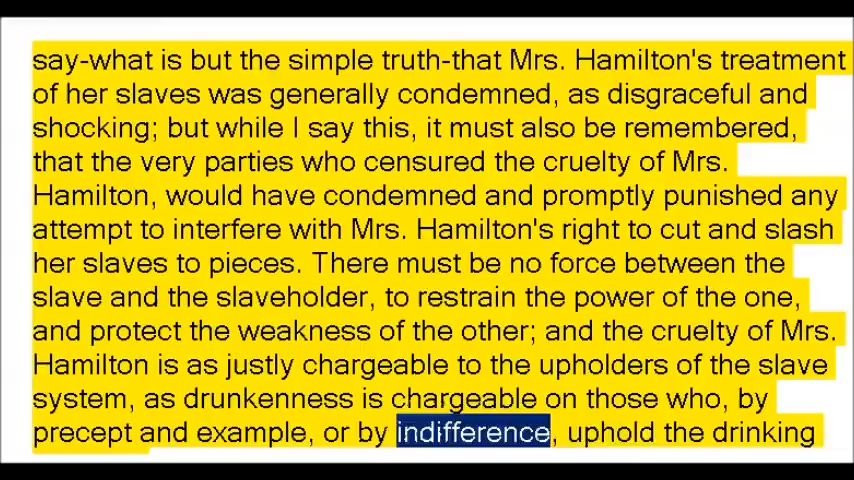 say-what is but the simple truth-that Mrs. Hamilton's treatment
of her slaves was generally condemned, as disgraceful and
shocking; but while I say this, it must also be remembered,
that the very parties who censured the cruelty of Mrs.
Hamilton, would have condemned and promptly punished any
attempt to interfere with Mrs. Hamilton's right to cut and slash
her slaves to pieces. There must be no force between the
slave and the slaveholder, to restrain the power of the one,
and protect the weakness of the other; and the cruelty of Mrs.
Hamilton is as justly chargeable to the upholders of the slave
system, as drunkenness is chargeable on those who, by
precept and example, or by indifference, uphold the drinking